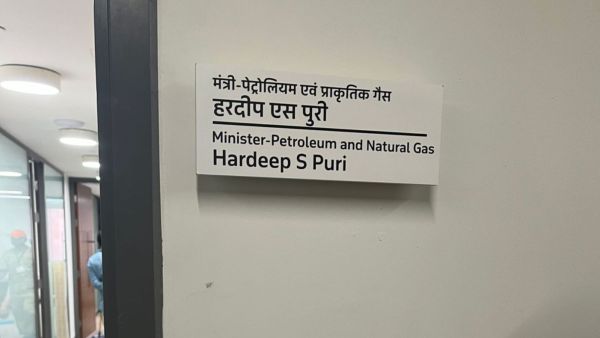 मंत्री-पेट्रोलियम एवं प्राकृतिक गैस
हरदीप एस पुरी
Minister-Petroleum and Natural Gas
Hardeep S Puri